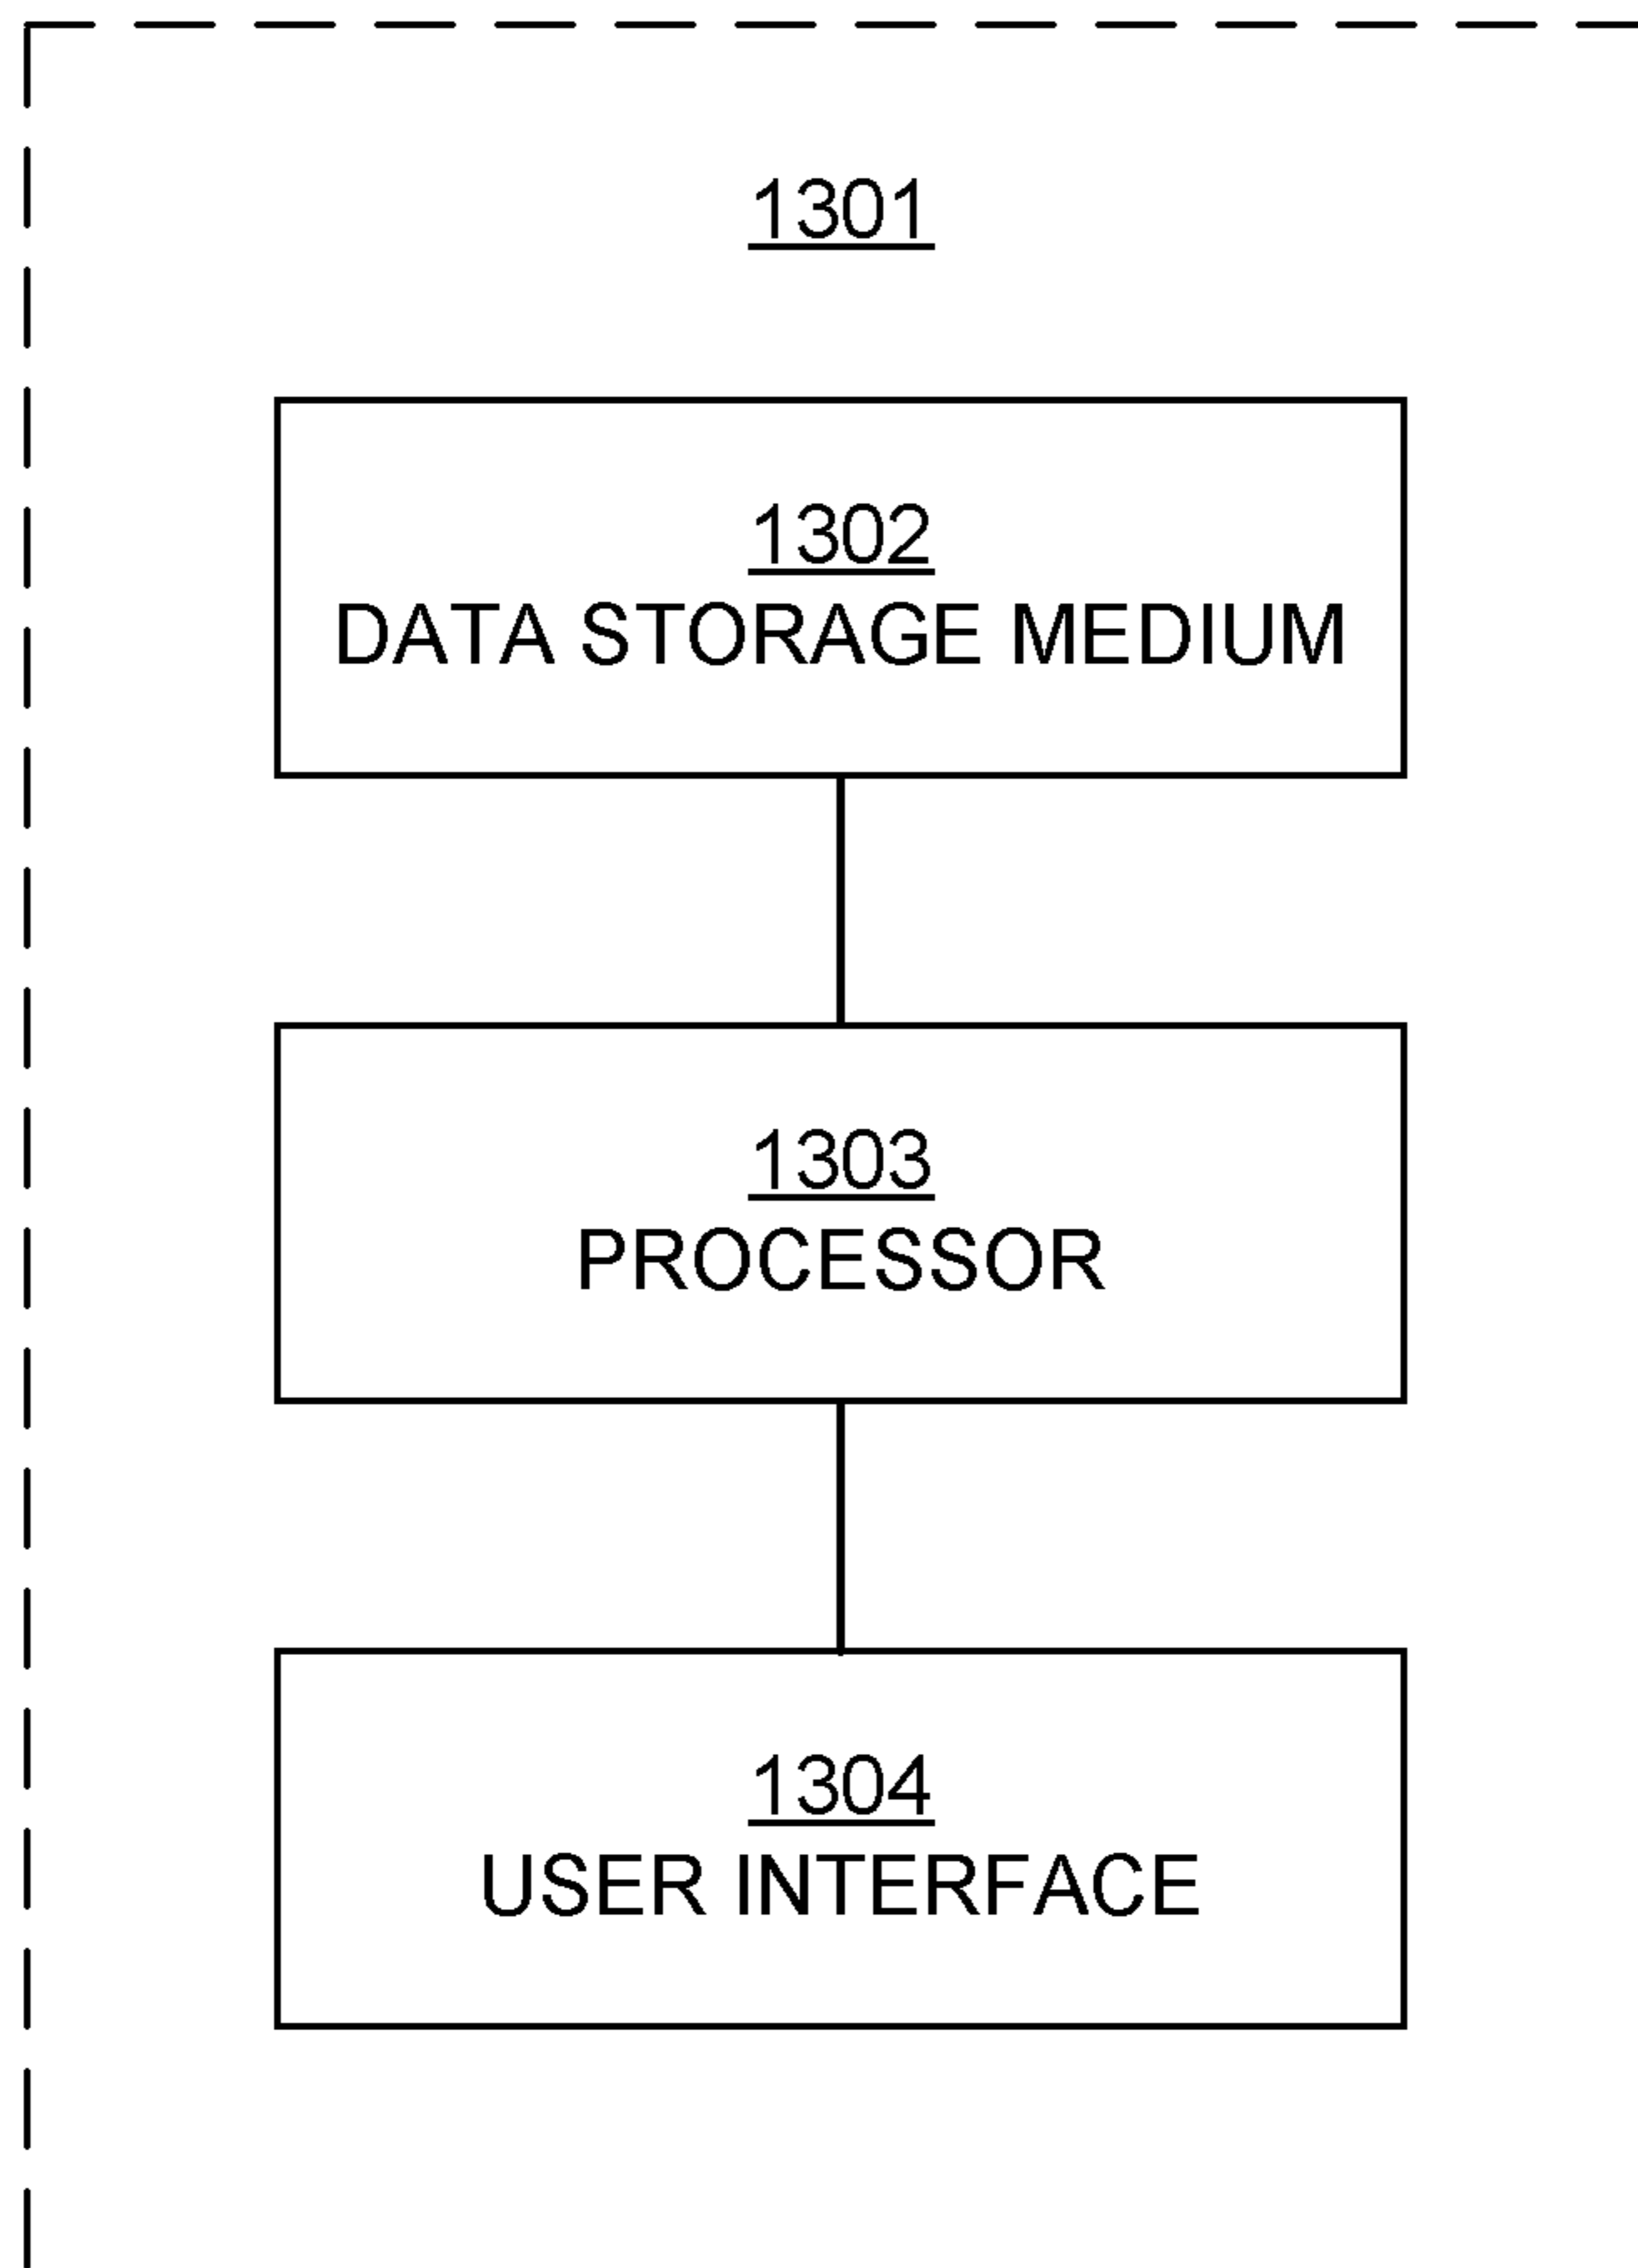 1301
1302
DATA STORAGE MEDIUM
1303
PROCESSOR
1304
USER INTERFACE